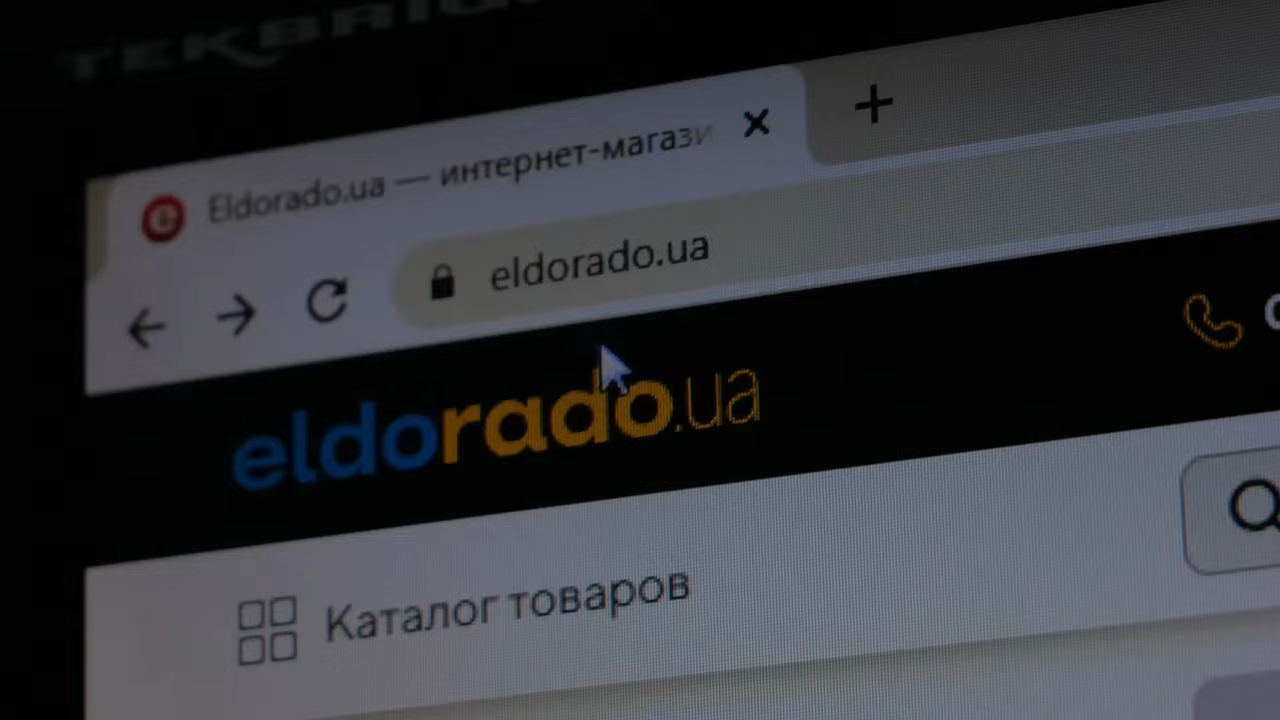 Eldorado.ua — интернет-магази
eldorado.ua
eldorado.ua
Каталог товаров